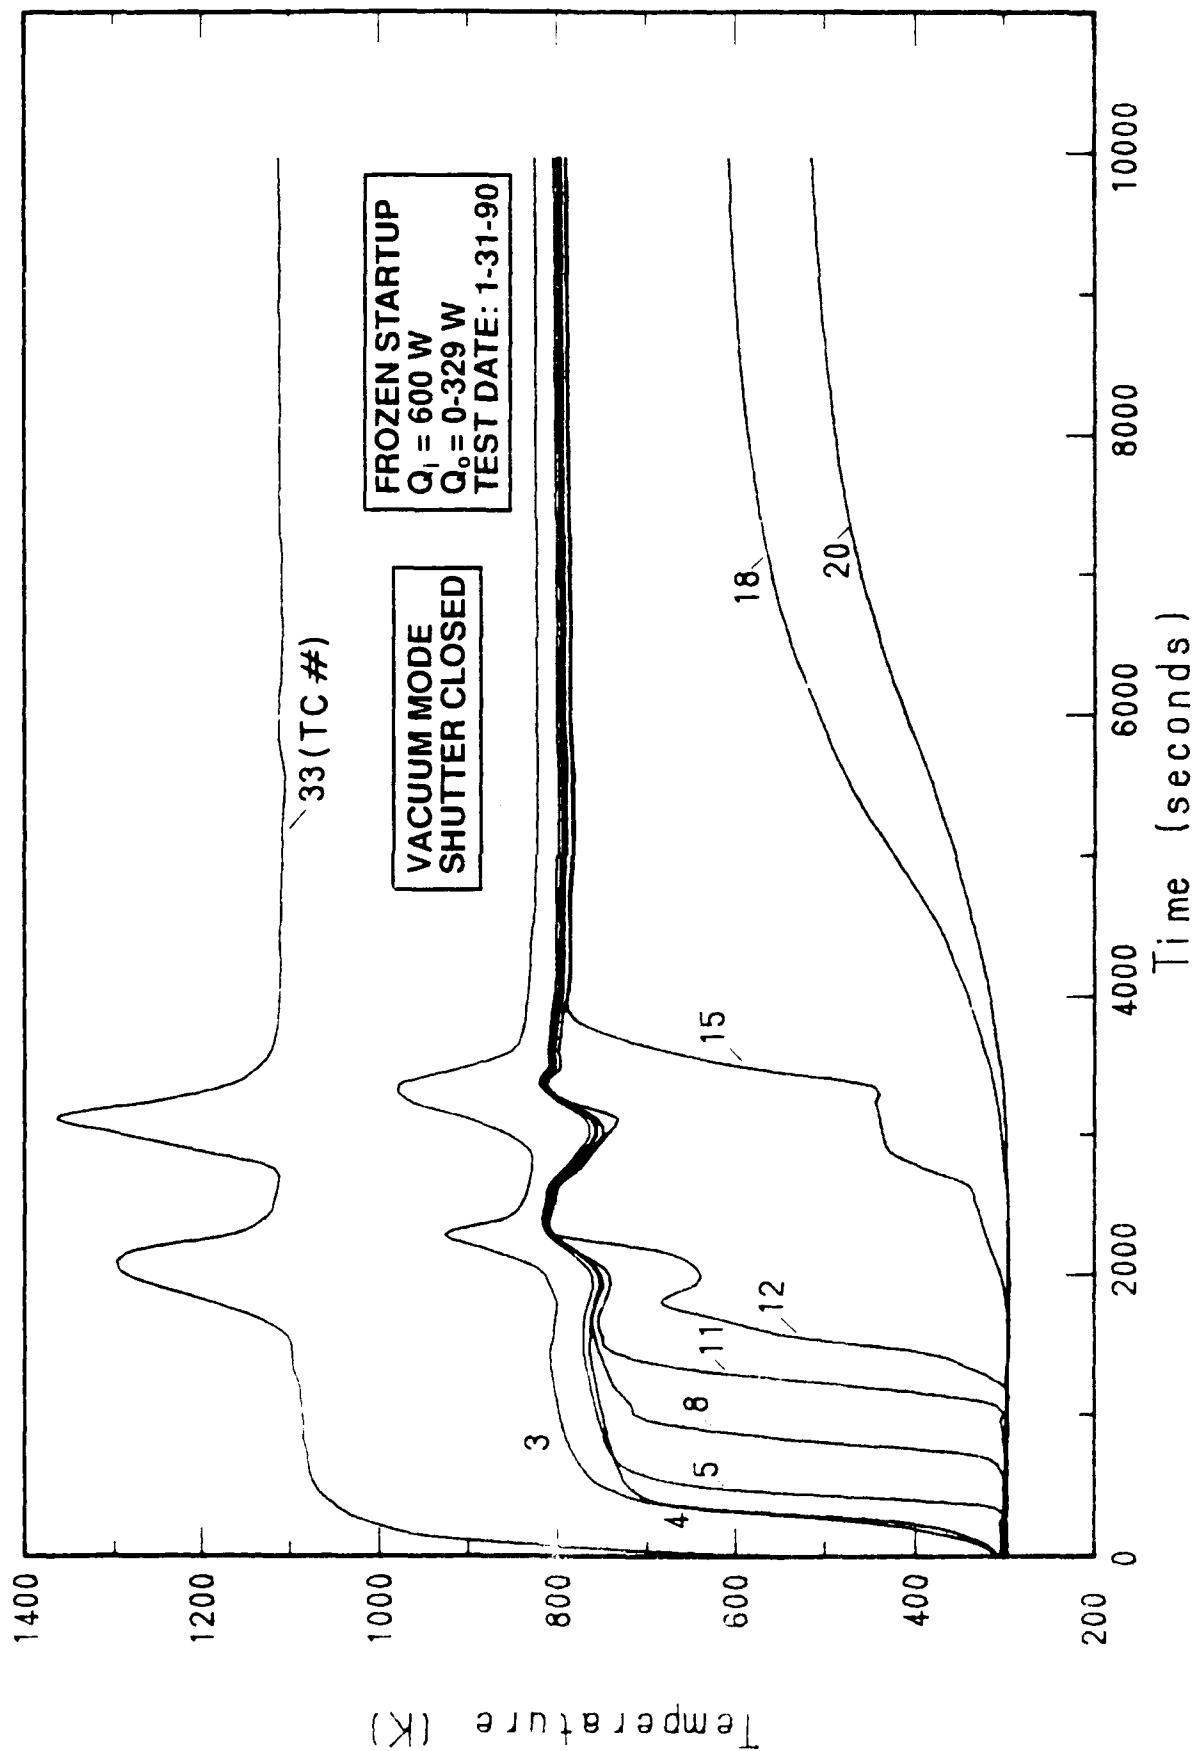 Temperature (K)
1400
1200
1000
800
600
400
200
33 (TC #)
VACUUM MODE
SHUTTER CLOSED
FROZEN STARTUP
Qi = 600 W
Qo = 0-329 W
TEST DATE: 1-31-90
3
4
5
8
11
12
15
18
20
0
2000
4000
6000
8000
10000
Time (seconds)